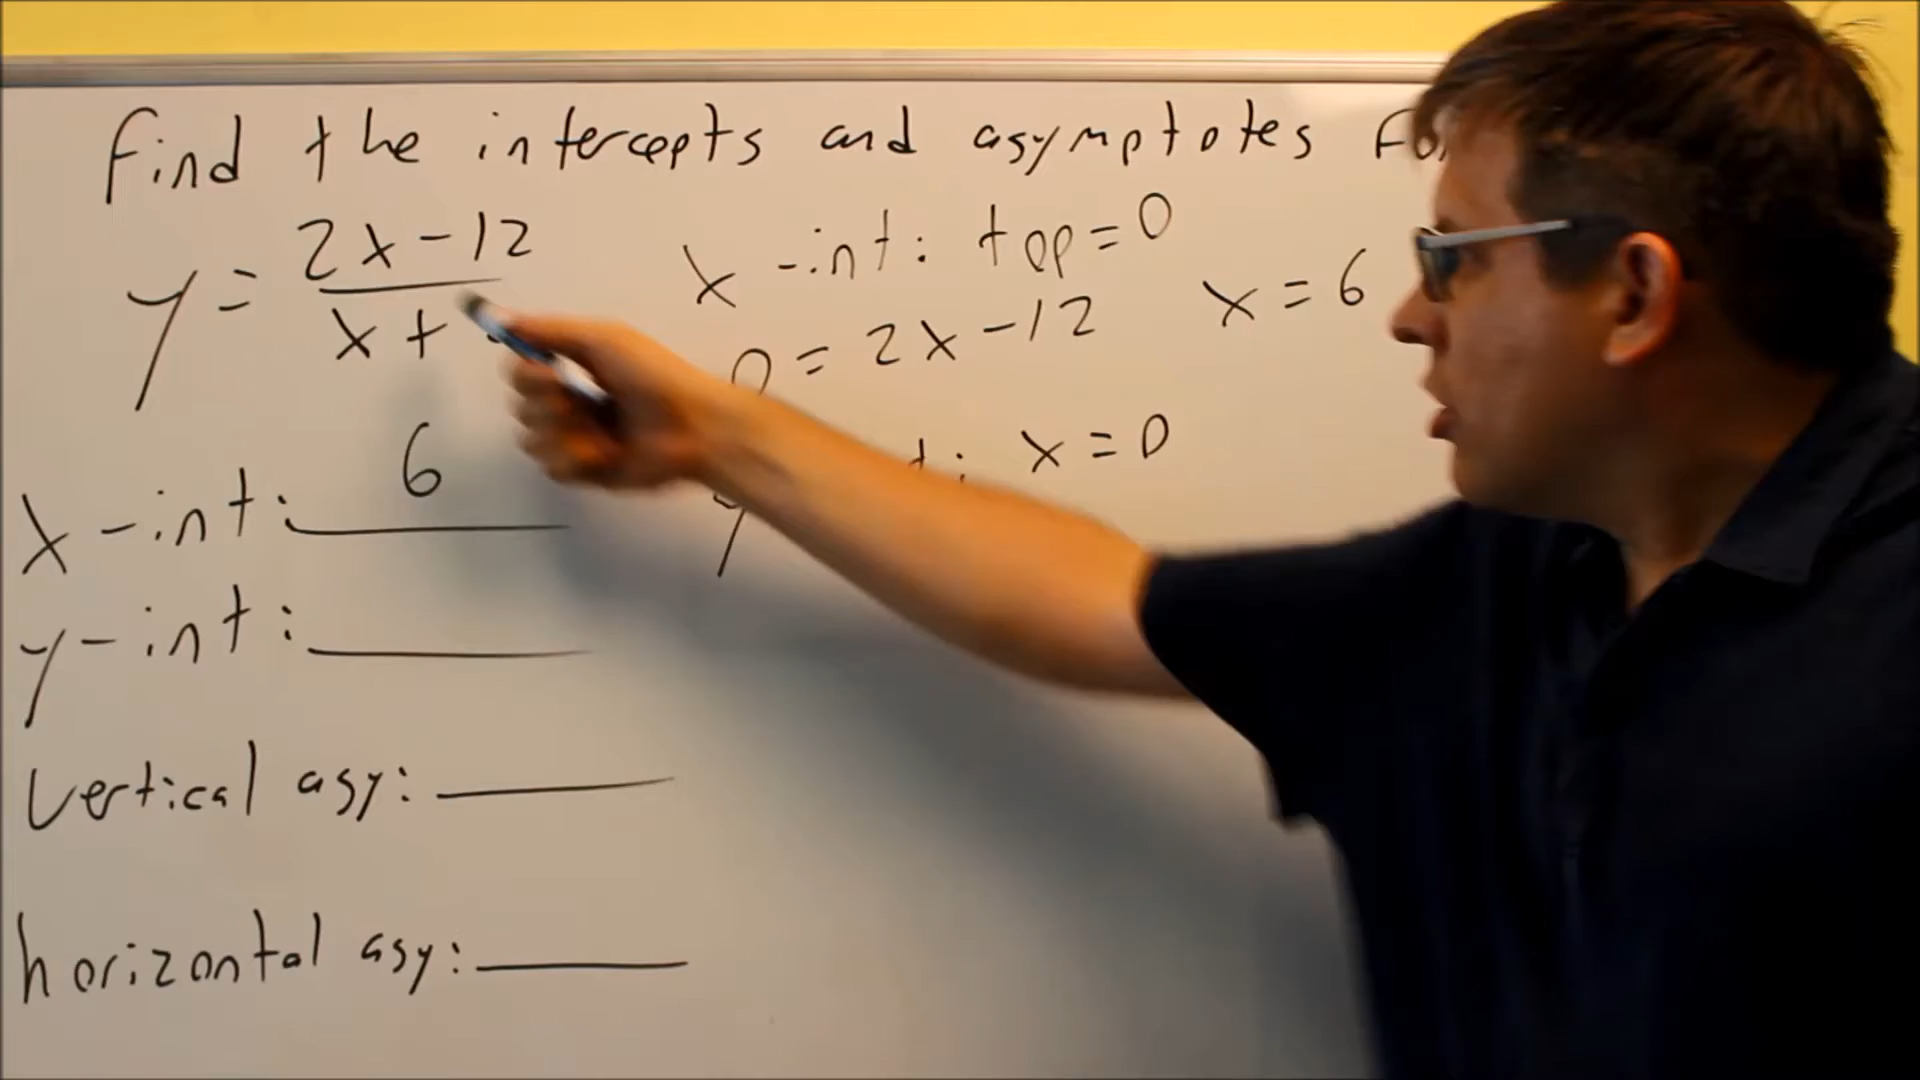 Find the intercepts and asymptotes
y = 2x - 12
x +
x - int: top = 0
0 = 2x - 12
x = 6
x = 0
y
x - int: 6
y - int:
vertical asy:
horizontal asy: